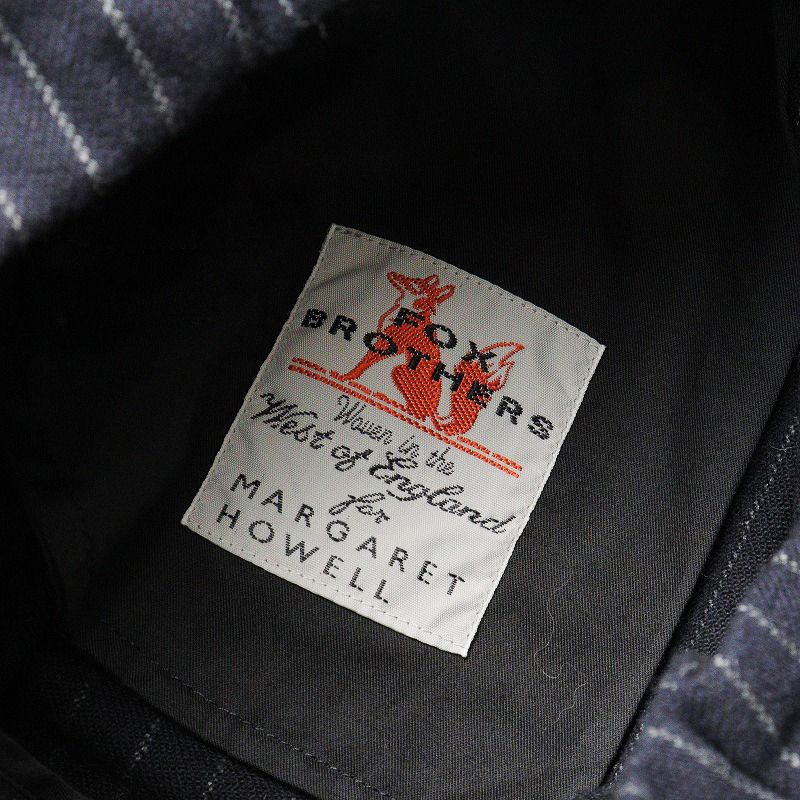 FOX
BROTHERS
Woven in the
West of England
for
MARGARET
HOWELL